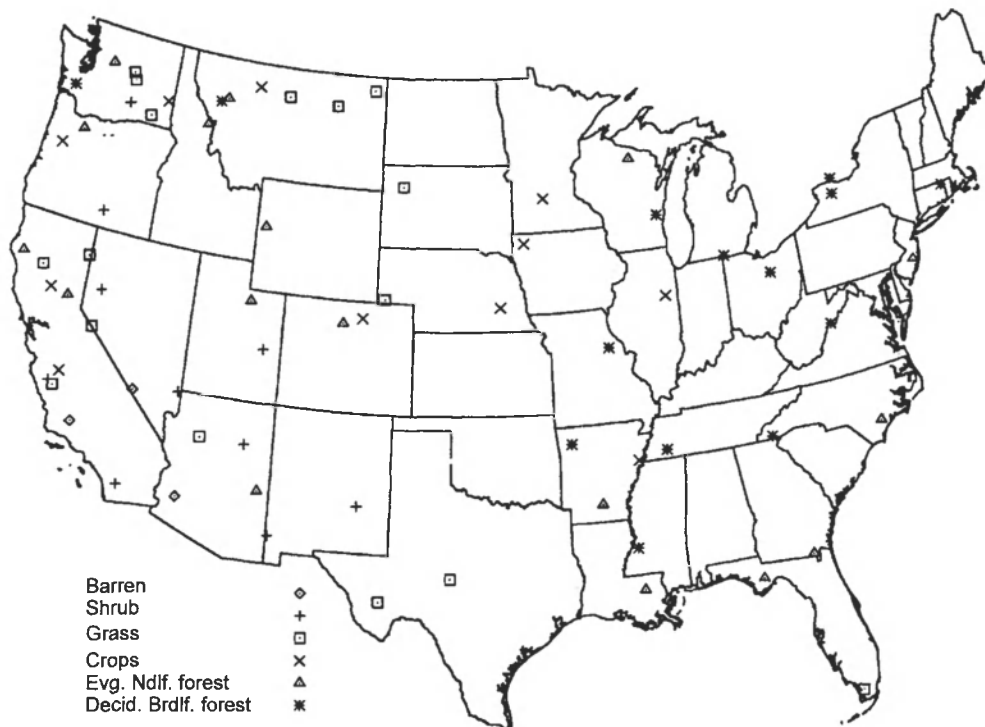 Barren
Shrub
Grass
Crops
Evg. Ndlf. forest
Decid. Brdlf. forest